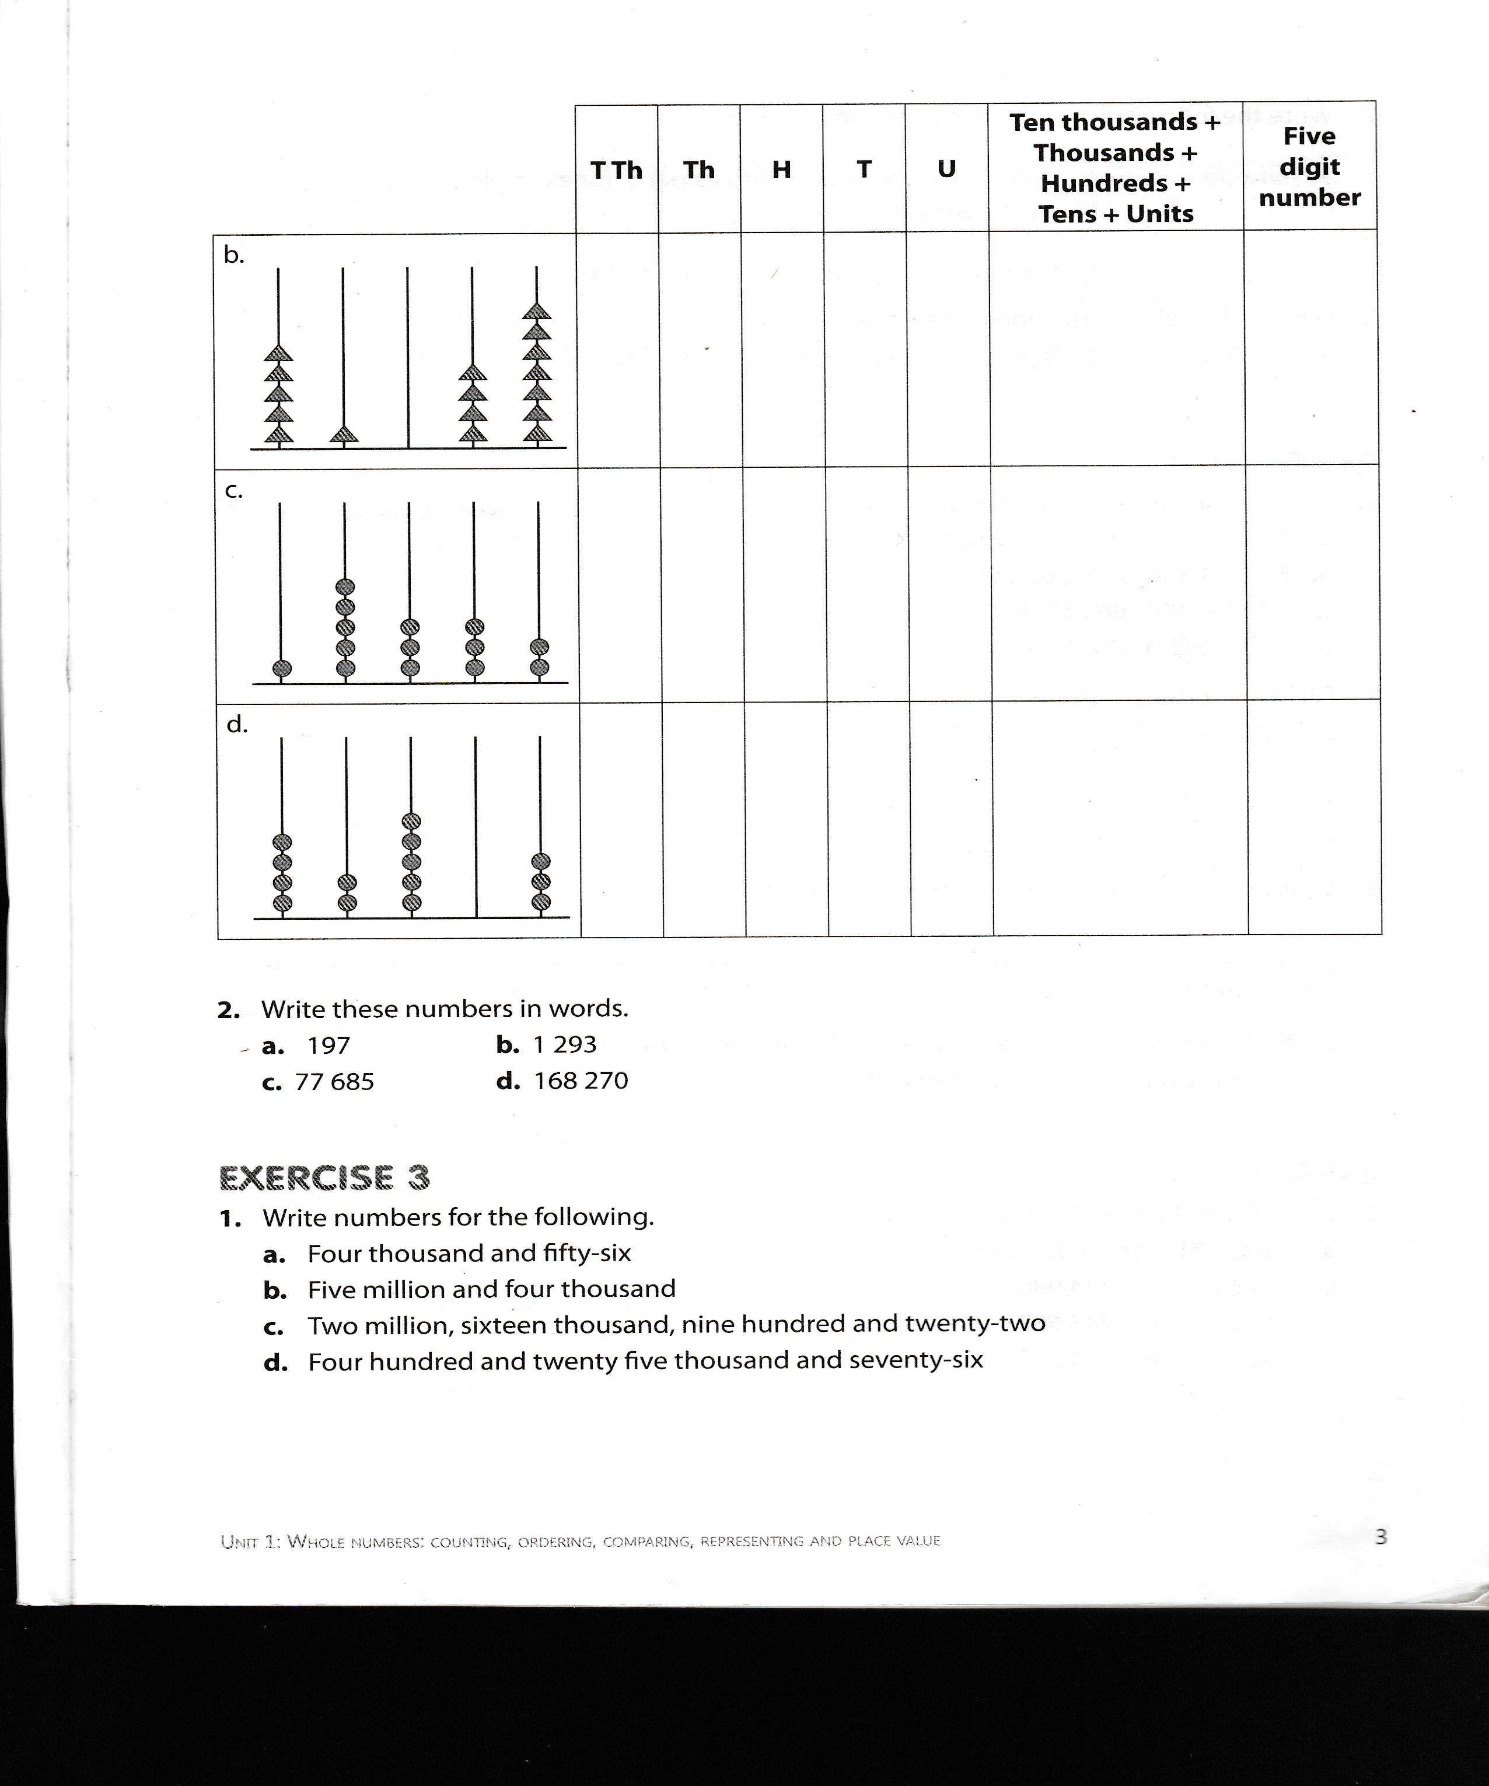 T Th Th H T U Ten thousands + Thousands + Hundreds + Tens + Units Five digit number
b.
c.
d.
2. Write these numbers in words.
a. 197 b. 1 293
c. 77 685 d. 168 270
EXERCISE 3
1. Write numbers for the following.
a. Four thousand and fifty-six
b. Five million and four thousand
c. Two million, sixteen thousand, nine hundred and twenty-two
d. Four hundred and twenty five thousand and seventy-six
UNIT 1: WHOLE NUMBERS: COUNTING, ORDERING, COMPARING, REPRESENTING AND PLACE VALUE 3